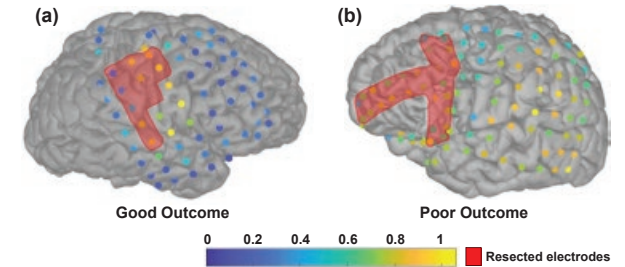 (a)
(b)
Good Outcome
Poor Outcome
0 0.2 0.4 0.6 0.8 1
Resected electrodes